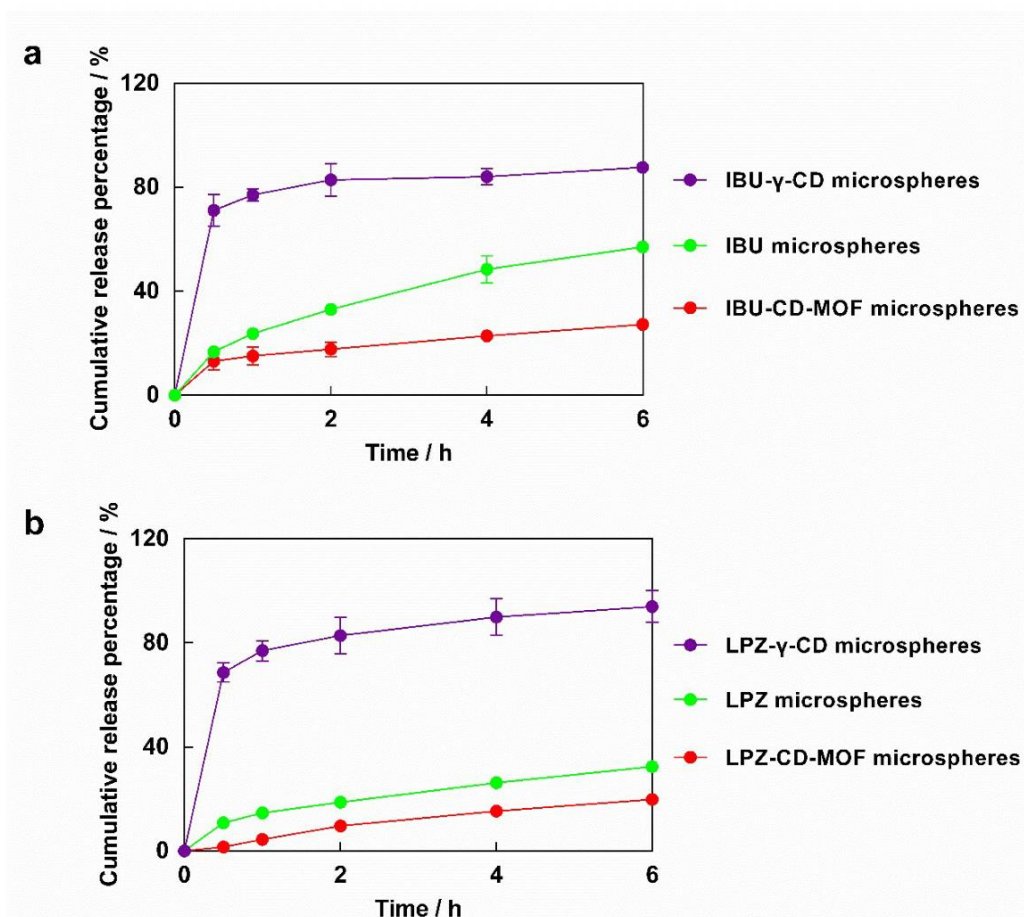 a
Cumulative release percentage / %
120
80
40
0
0 2 4 6
Time / h
IBU-γ-CD microspheres
IBU microspheres
IBU-CD-MOF microspheres
b
Cumulative release percentage / %
120
80
40
0
0 2 4 6
Time / h
LPZ-γ-CD microspheres
LPZ microspheres
LPZ-CD-MOF microspheres